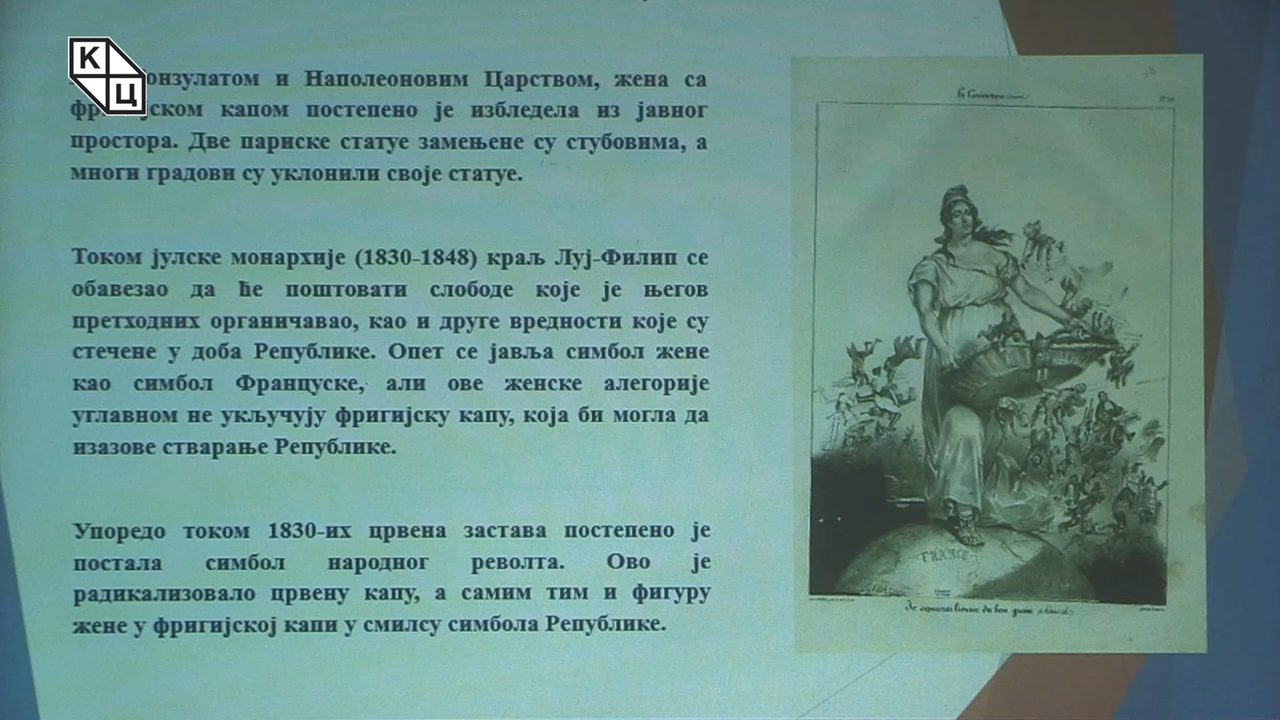 К
Ц
онзулатом и Наполеоновим Царством, жена са
ском капом постепено је избледела из јавног
простора. Две париске статуе замењене су стубовима, а
многи градови су уклонили своје статуе.
Током јулске монархије (1830-1848) краљ Луј-Филип се
обавезао да ће поштовати слободе које је његов
претходних органичавао, као и друге вредности које су
стечене у доба Републике. Опет се јавља симбол жене
као симбол Француске, али ове женске алегорије
углавном не укључују фригијску капу, која би могла да
изазове стварање Републике.
Упоредо током 1830-их црвена застава постепено је
постала симбол народног револта. Ово је
радикализовало црвену капу, а самим тим и фигуру
жене у фригијској капи у смилсу симбола Републике.
FRANCE